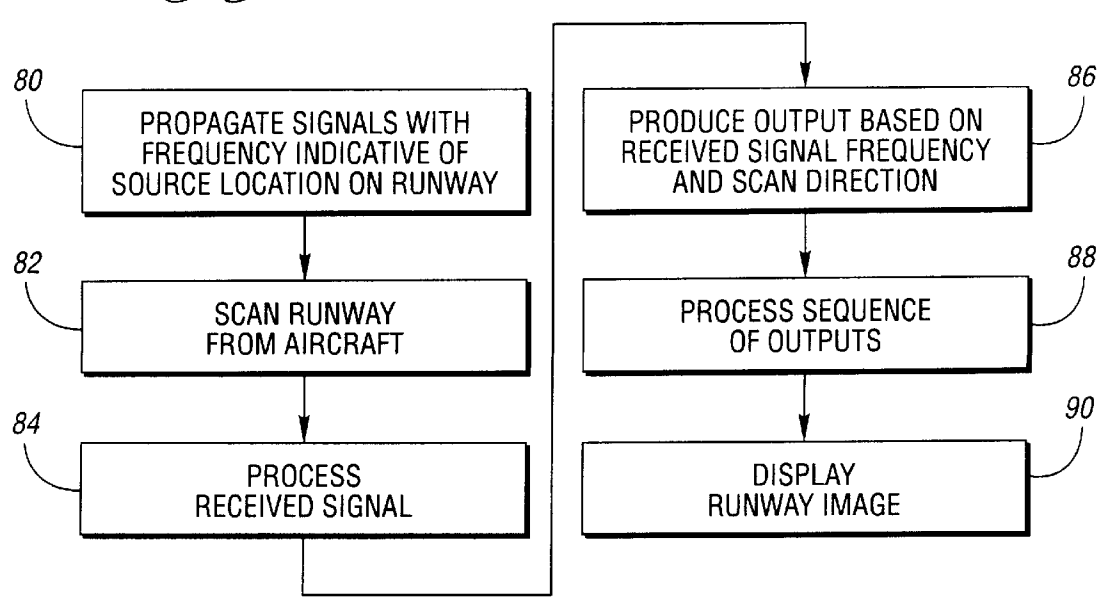 80
PROPAGATE SIGNALS WITH
FREQUENCY INDICATIVE OF
SOURCE LOCATION ON RUNWAY
82
SCAN RUNWAY
FROM AIRCRAFT
84
PROCESS
RECEIVED SIGNAL
86
PRODUCE OUTPUT BASED ON
RECEIVED SIGNAL FREQUENCY
AND SCAN DIRECTION
88
PROCESS SEQUENCE
OF OUTPUTS
90
DISPLAY
RUNWAY IMAGE